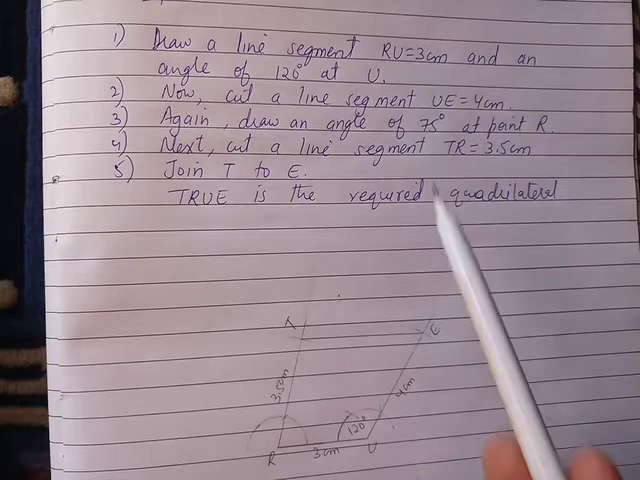 1) Draw a line segment RU=3cm and an
angle of 120° at U.
2) Now, cut a line segment UE=4cm.
3) Again, draw an angle of 75° at point R.
4) Next, cut a line segment TR=3.5cm
5) Join T to E.
TRUE is the required quadrilateral
T
E
3.5cm
4cm
120°
R
3cm
U